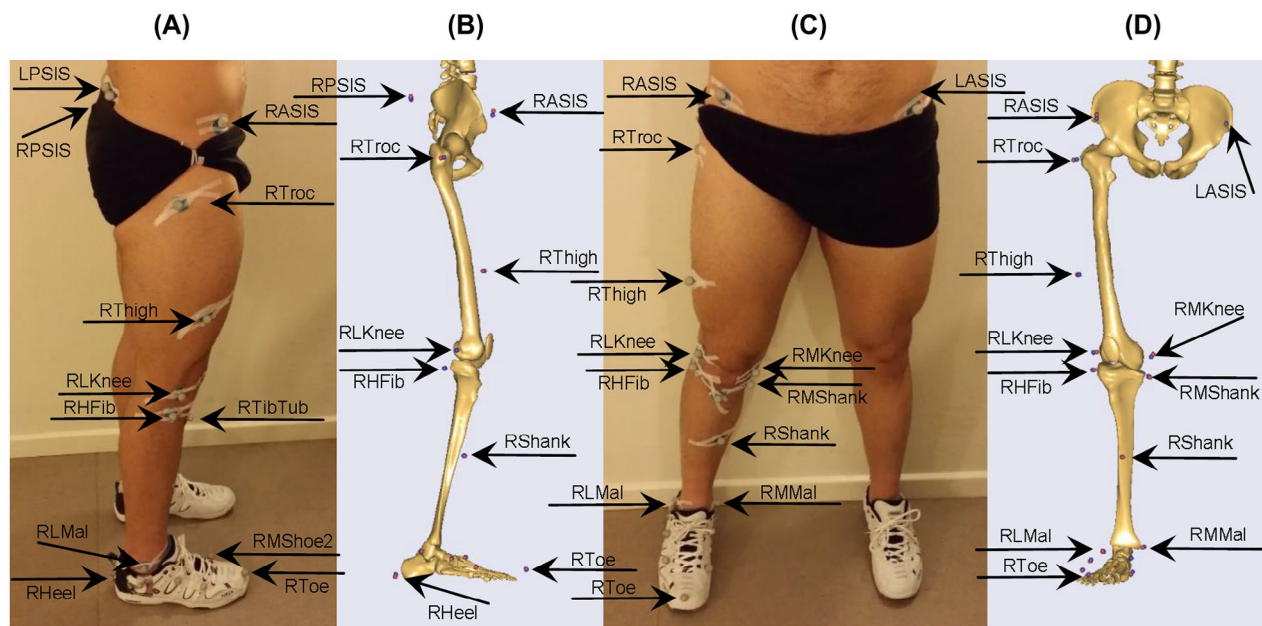 (A)
(B)
(C)
(D)
LPSIS
RPSIS
RASIS
RTroc
RThigh
RLKnee
RHFib
RTibTub
RLMal
RMShoe2
RHeel
RToe
RPSIS
RASIS
RTroc
RThigh
RLKnee
RHFib
RShank
RToe
RHeel
RASIS
LASIS
RTroc
RThigh
RLKnee
RMKnee
RHFib
RMShank
RShank
RLMal
RMMal
RToe
RASIS
RTroc
LASIS
RThigh
RMKnee
RLKnee
RHFib
RMShank
RShank
RLMal
RMMal
RToe